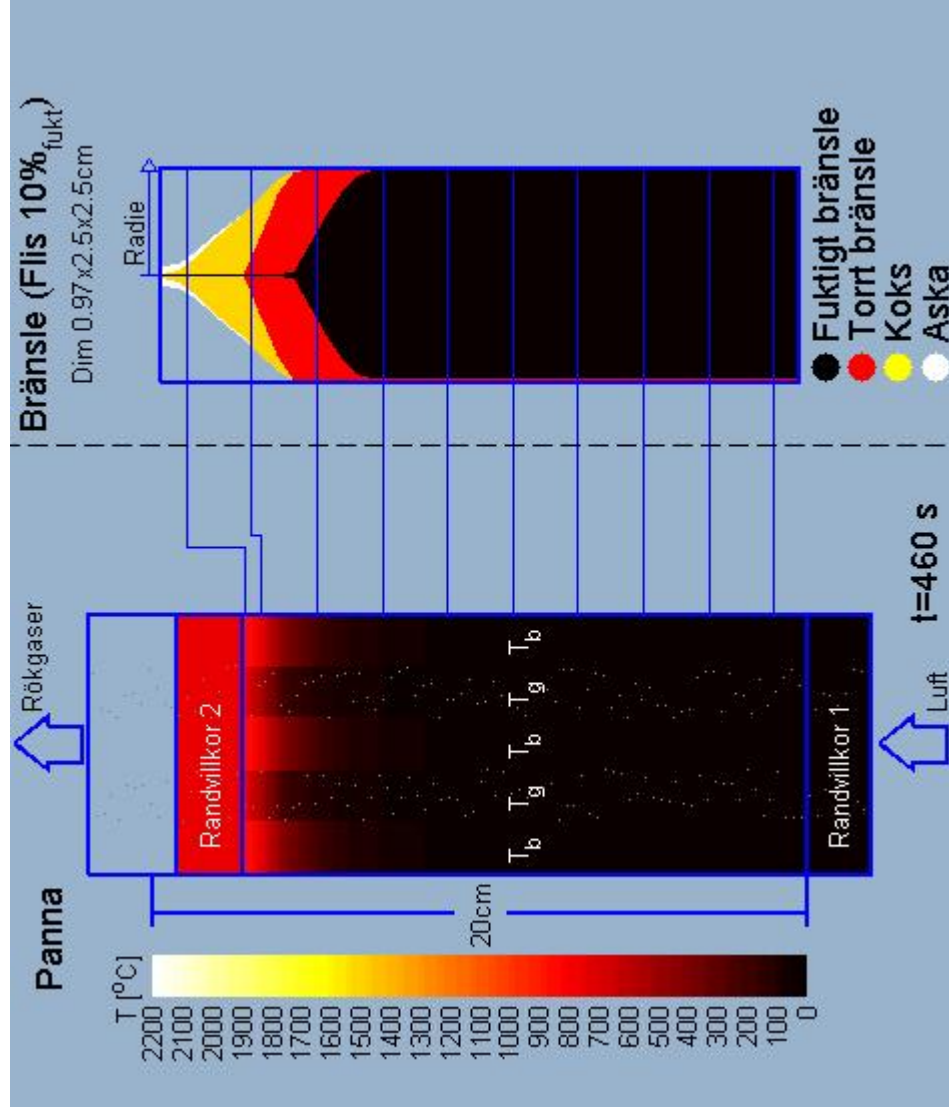 Panna
Rökgaser
T [°C]
2200
2100
2000
1900
1800
1700
1600
1500
1400
1300
1200
1100
1000
900
800
700
600
500
400
300
200
100
0
20cm
Randvillkor 2
T_b T_g T_b T_g T_b
Randvillkor 1
Luft
t=460 s
Bränsle (Flis 10%_fukt)
Dim 0.97x2.5x2.5cm
Radie
Fuktigt bränsle
Torrt bränsle
Koks
Aska